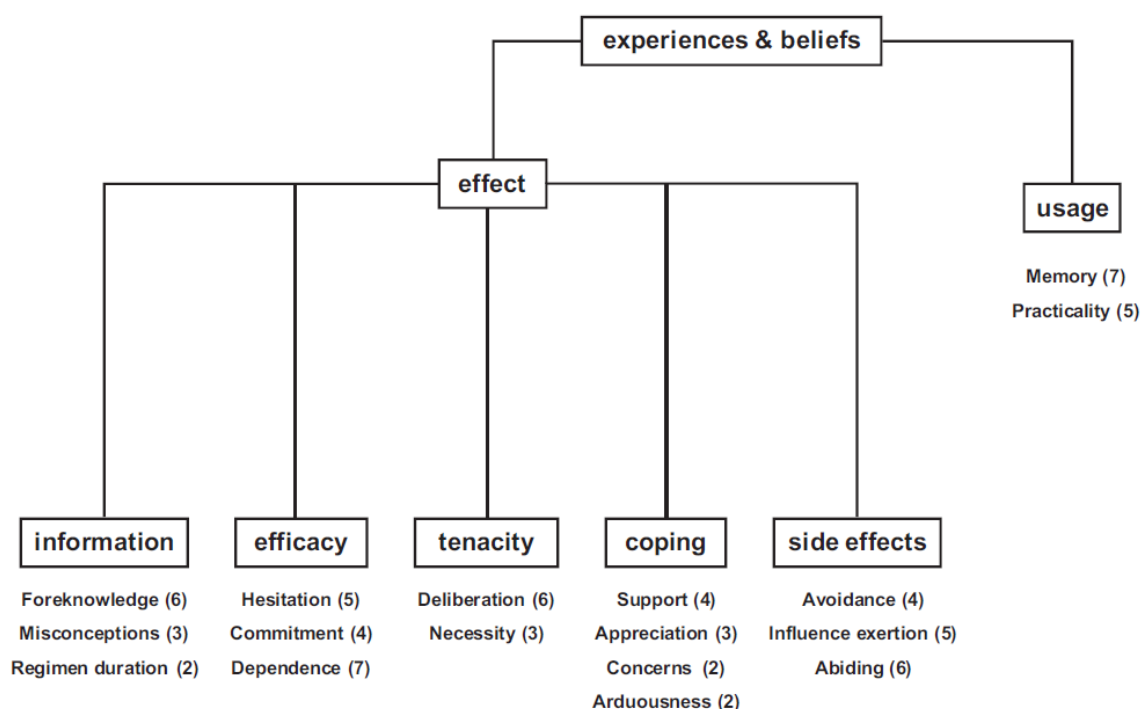 experiences & beliefs
effect
usage
Memory (7)
Practicality (5)
information
Foreknowledge (6)
Misconceptions (3)
Regimen duration (2)
efficacy
Hesitation (5)
Commitment (4)
Dependence (7)
tenacity
Deliberation (6)
Necessity (3)
coping
Support (4)
Appreciation (3)
Concerns (2)
Arduousness (2)
side effects
Avoidance (4)
Influence exertion (5)
Abiding (6)